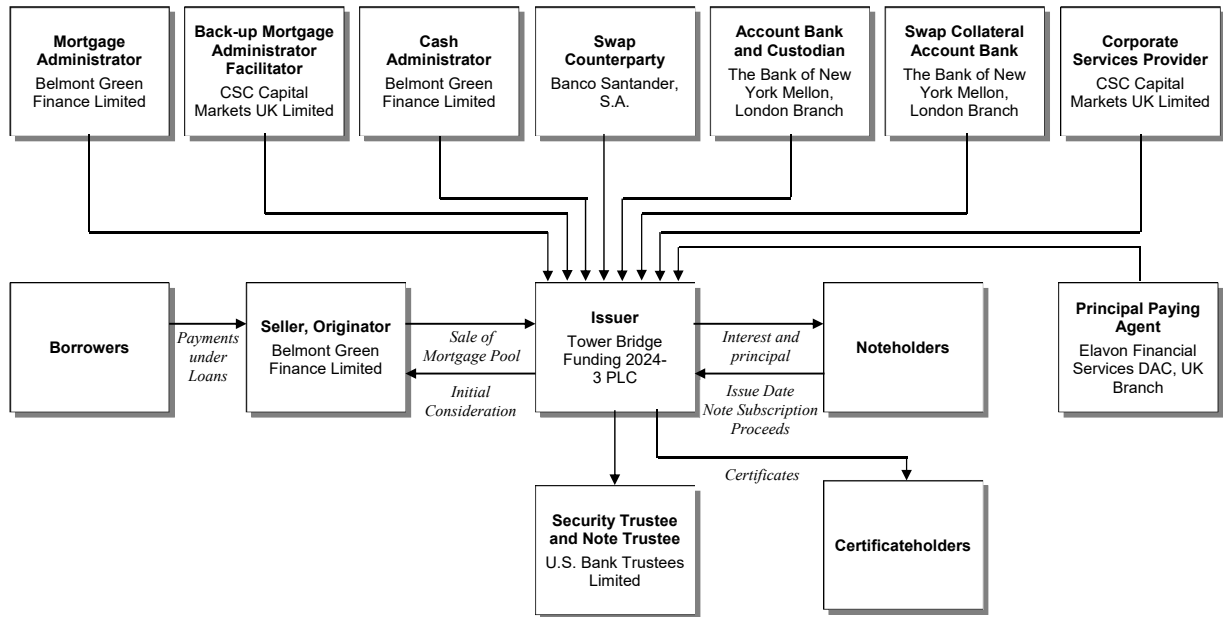 Mortgage
Administrator
Belmont Green
Finance Limited
Back-up Mortgage
Administrator
Facilitator
CSC Capital
Markets UK Limited
Cash
Administrator
Belmont Green
Finance Limited
Swap
Counterparty
Banco Santander,
S.A.
Account Bank
and Custodian
The Bank of New
York Mellon,
London Branch
Swap Collateral
Account Bank
The Bank of New
York Mellon,
London Branch
Corporate
Services Provider
CSC Capital
Markets UK Limited
Borrowers
Payments
under
Loans
Seller, Originator
Belmont Green
Finance Limited
Sale of
Mortgage Pool
Initial
Consideration
Issuer
Tower Bridge
Funding 2024-
3 PLC
Interest and
principal
Issue Date
Note Subscription
Proceeds
Noteholders
Principal Paying
Agent
Elavon Financial
Services DAC, UK
Branch
Certificates
Security Trustee
and Note Trustee
U.S. Bank Trustees
Limited
Certificateholders